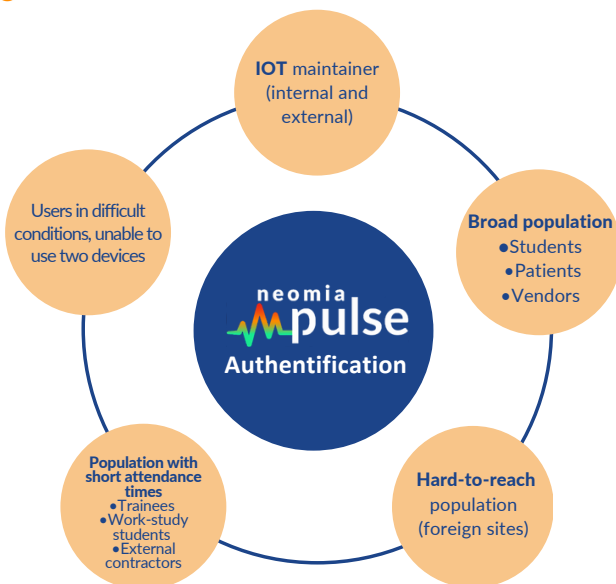 IOT maintainer
(internal and
external)
Users in difficult
conditions, unable to
use two devices
Broad population
•Students
•Patients
•Vendors
neomia
pulse
Authentification
Population with
short attendance
times
•Trainees
•Work-study
students
•External
contractors
Hard-to-reach
population
(foreign sites)